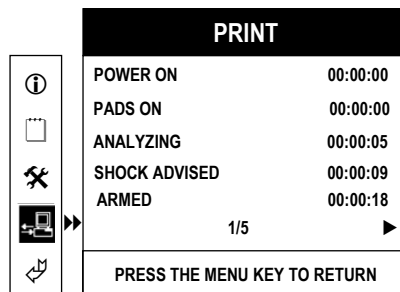 PRINT
POWER ON 00:00:00
PADS ON 00:00:00
ANALYZING 00:00:05
SHOCK ADVISED 00:00:09
ARMED 00:00:18
1/5
PRESS THE MENU KEY TO RETURN